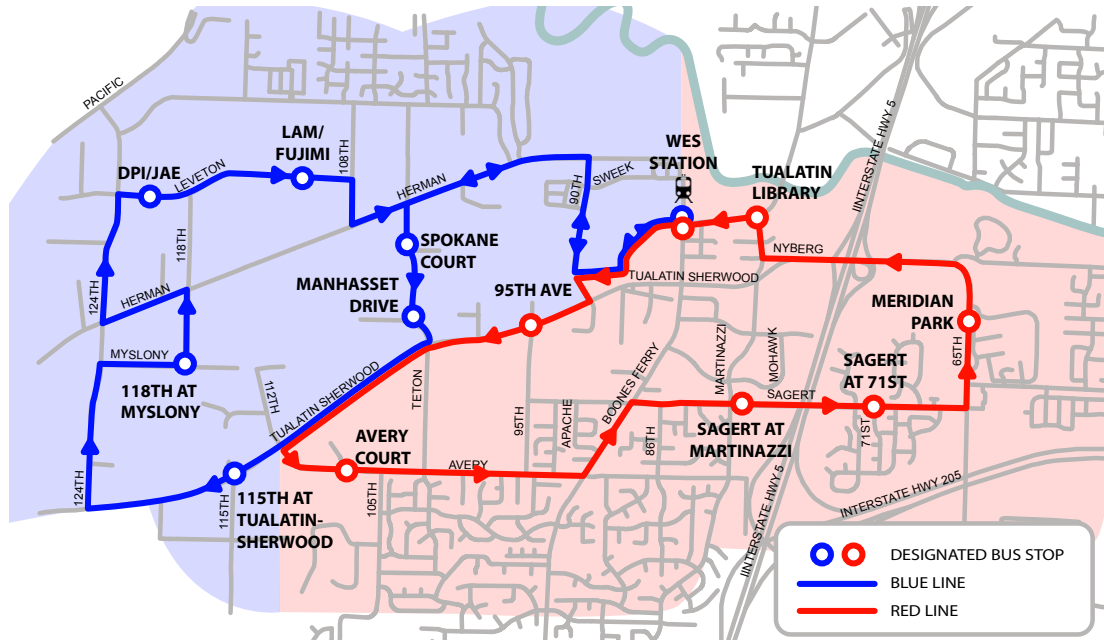 PACIFIC
LAM/
FUJIMI
108TH
DPI/JAE
LEVETON
HERMAN
90TH
SWEEK
WES
STATION
TUALATIN
LIBRARY
IINTERSTATE HWY 5
118TH
SPOKANE
COURT
NYBERG
124TH
HERMAN
MANHASSET
DRIVE
95TH AVE
TUALATIN SHERWOOD
MERIDIAN
PARK
65TH
MYSLONY
118TH AT
MYSLONY
112TH
TUALATIN SHERWOOD
TETON
95TH
APACHE
BOONES FERRY
86TH
MARTINAZZI
MOHAWK
SAGERT
SAGERT
AT 71ST
71ST
SAGERT AT
MARTINAZZI
AVERY
COURT
AVERY
105TH
124TH
115TH
115TH AT
TUALATIN-
SHERWOOD
IINTERSTATE HWY 5
INTERSTATE HWY 205
DESIGNATED BUS STOP
BLUE LINE
RED LINE